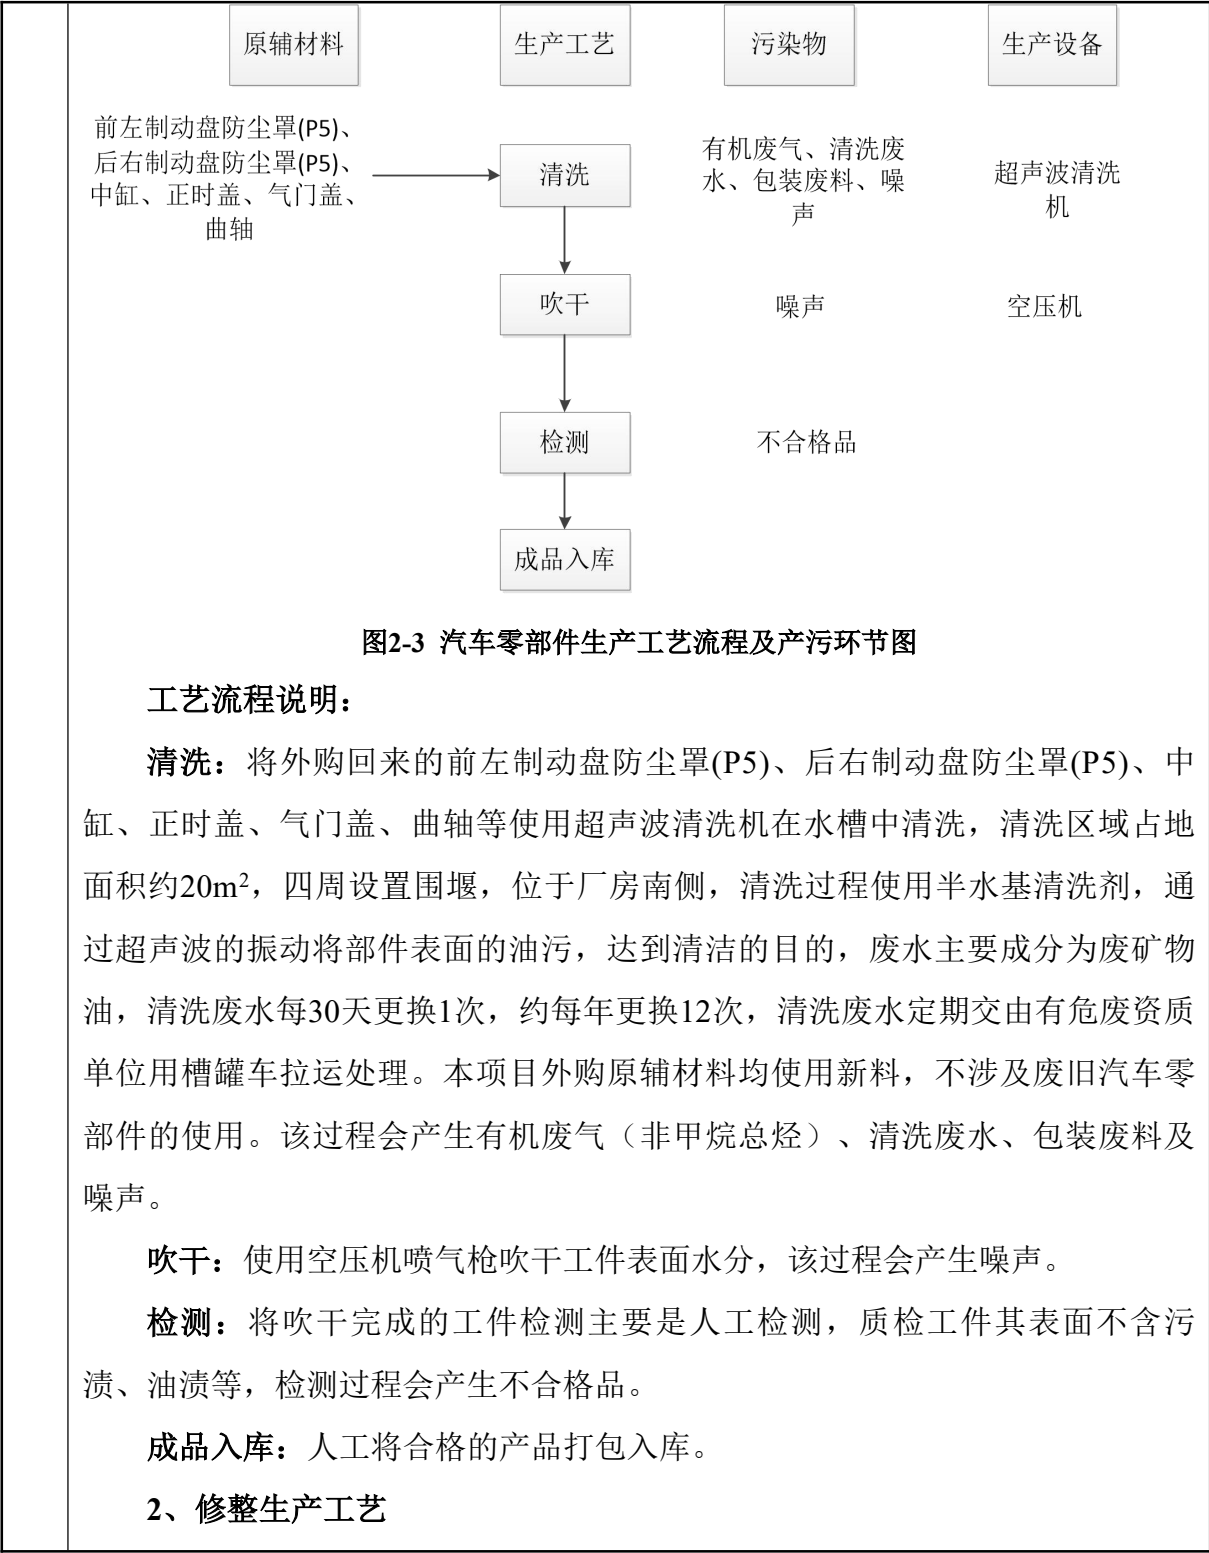 原辅材料
生产工艺
污染物
生产设备
前左制动盘防尘罩(P5)、
后右制动盘防尘罩(P5)、
中缸、正时盖、气门盖、
曲轴
清洗
有机废气、清洗废
水、包装废料、噪
声
超声波清洗
机
吹干
噪声
空压机
检测
不合格品
成品入库
图2-3 汽车零部件生产工艺流程及产污环节图
工艺流程说明：
清洗：将外购回来的前左制动盘防尘罩(P5)、后右制动盘防尘罩(P5)、中
缸、正时盖、气门盖、曲轴等使用超声波清洗机在水槽中清洗，清洗区域占地
面积约20m²，四周设置围堰，位于厂房南侧，清洗过程使用半水基清洗剂，通
过超声波的振动将部件表面的油污，达到清洁的目的，废水主要成分为废矿物
油，清洗废水每30天更换1次，约每年更换12次，清洗废水定期交由有危废资质
单位用槽罐车拉运处理。本项目外购原辅材料均使用新料，不涉及废旧汽车零
部件的使用。该过程会产生有机废气（非甲烷总烃）、清洗废水、包装废料及
噪声。
吹干：使用空压机喷气枪吹干工件表面水分，该过程会产生噪声。
检测：将吹干完成的工件检测主要是人工检测，质检工件其表面不含污
渍、油渍等，检测过程会产生不合格品。
成品入库：人工将合格的产品打包入库。
2、修整生产工艺